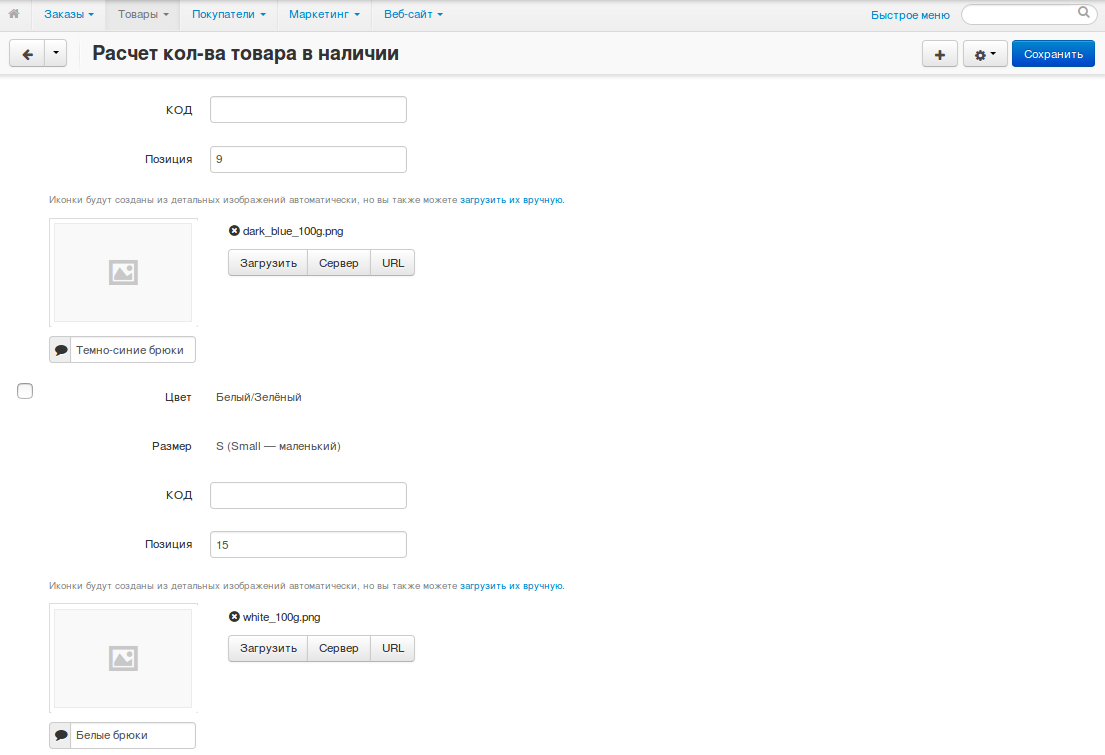 Заказы Товары Покупатели Маркетинг Веб-сайт Быстрое меню
Расчет кол-ва товара в наличии Сохранить
КОД
Позиция 9
Иконки будут созданы из детальных изображений автоматически, но вы также можете загрузить их вручную.
dark_blue_100g.png
Загрузить Сервер URL
Темно-синие брюки
Цвет Белый/Зелёный
Размер S (Small — маленький)
КОД
Позиция 15
Иконки будут созданы из детальных изображений автоматически, но вы также можете загрузить их вручную.
white_100g.png
Загрузить Сервер URL
Белые брюки